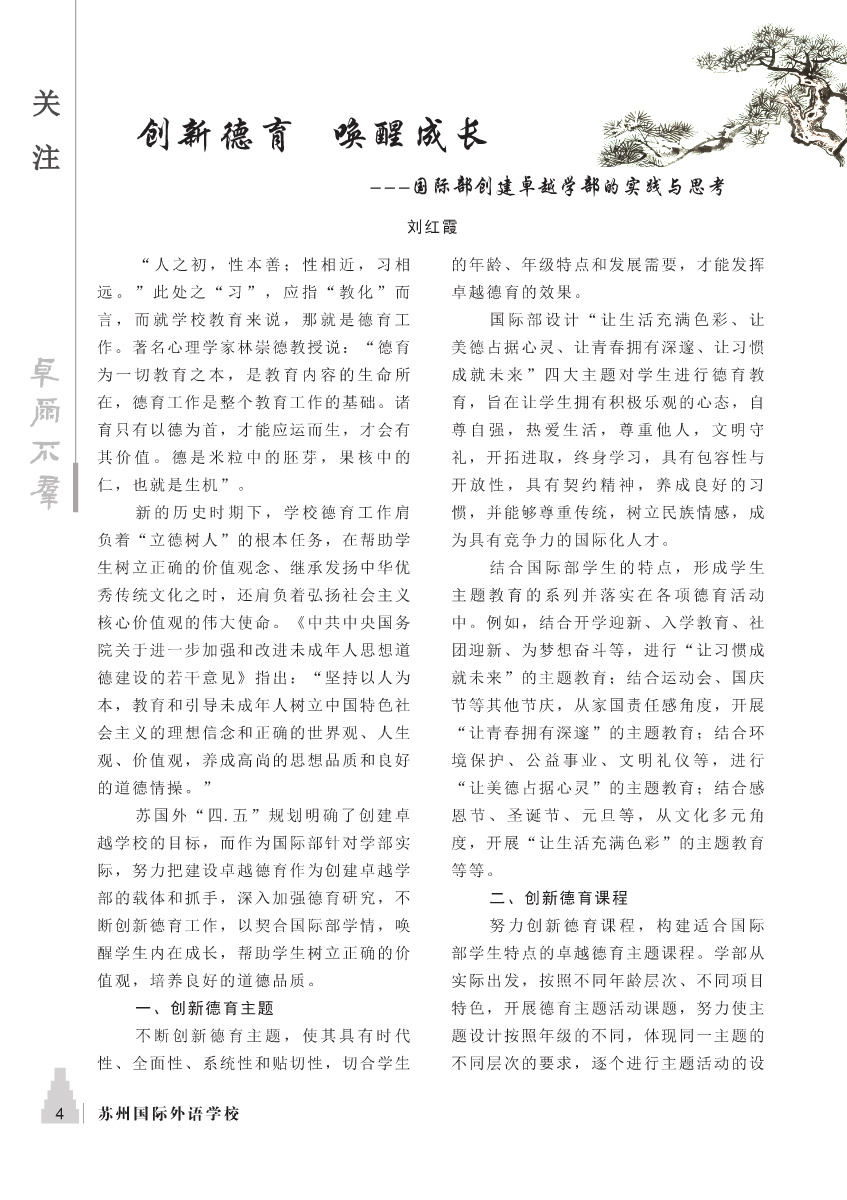 关
注
卓尔不群
创新德育 唤醒成长
---国际部创建卓越学部的实践与思考
刘红霞
“人之初，性本善；性相近，习相
远。”此处之“习”，应指“教化”而
言，而就学校教育来说，那就是德育工
作。著名心理学家林崇德教授说：“德育
为一切教育之本，是教育内容的生命所
在，德育工作是整个教育工作的基础。诸
育只有以德为首，才能应运而生，才会有
其价值。德是米粒中的胚芽，果核中的
仁，也就是生机”。
新的历史时期下，学校德育工作肩
负着“立德树人”的根本任务，在帮助学
生树立正确的价值观念、继承发扬中华优
秀传统文化之时，还肩负着弘扬社会主义
核心价值观的伟大使命。《中共中央国务
院关于进一步加强和改进未成年人思想道
德建设的若干意见》指出：“坚持以人为
本，教育和引导未成年人树立中国特色社
会主义的理想信念和正确的世界观、人生
观、价值观，养成高尚的思想品质和良好
的道德情操。”
苏国外“四.五”规划明确了创建卓
越学校的目标，而作为国际部针对学部实
际，努力把建设卓越德育作为创建卓越学
部的载体和抓手，深入加强德育研究，不
断创新德育工作，以契合国际部学情，唤
醒学生内在成长，帮助学生树立正确的价
值观，培养良好的道德品质。
一、创新德育主题
不断创新德育主题，使其具有时代
性、全面性、系统性和贴切性，切合学生
的年龄、年级特点和发展需要，才能发挥
卓越德育的效果。
国际部设计“让生活充满色彩、让
美德占据心灵、让青春拥有深邃、让习惯
成就未来”四大主题对学生进行德育教
育，旨在让学生拥有积极乐观的心态，自
尊自强，热爱生活，尊重他人，文明守
礼，开拓进取，终身学习，具有包容性与
开放性，具有契约精神，养成良好的习
惯，并能够尊重传统，树立民族情感，成
为具有竞争力的国际化人才。
结合国际部学生的特点，形成学生
主题教育的系列并落实在各项德育活动
中。例如，结合开学迎新、入学教育、社
团迎新、为梦想奋斗等，进行“让习惯成
就未来”的主题教育；结合运动会、国庆
节等其他节庆，从家国责任感角度，开展
“让青春拥有深邃”的主题教育；结合环
境保护、公益事业、文明礼仪等，进行
“让美德占据心灵”的主题教育；结合感
恩节、圣诞节、元旦等，从文化多元角
度，开展“让生活充满色彩”的主题教育
等等。
二、创新德育课程
努力创新德育课程，构建适合国际
部学生特点的卓越德育主题课程。学部从
实际出发，按照不同年龄层次、不同项目
特色，开展德育主题活动课题，努力使主
题设计按照年级的不同，体现同一主题的
不同层次的要求，逐个进行主题活动的设
4 苏州国际外语学校